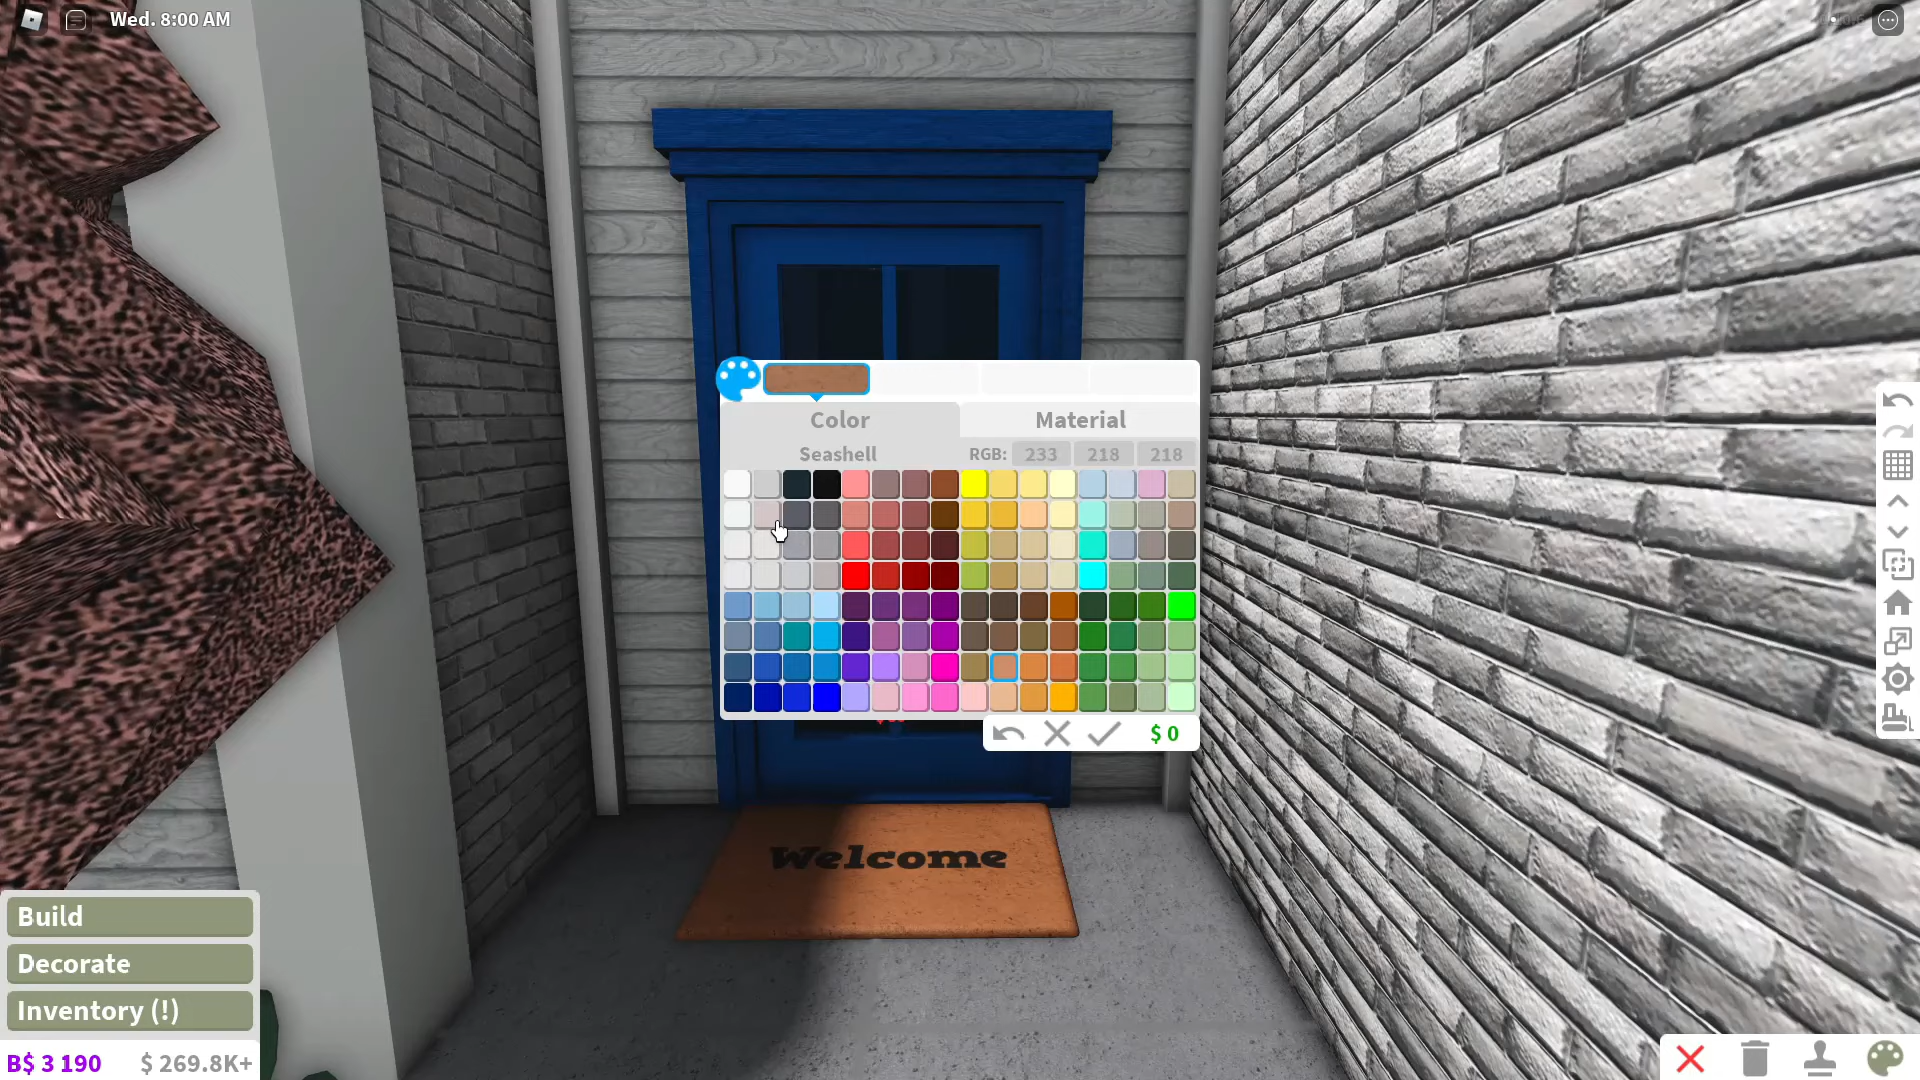 Wed. 8:00 AM
Color
Material
Seashell
RGB: 233 218 218
$ 0
Welcome
Build
Decorate
Inventory (!)
B$ 3 190
$ 269.8K+